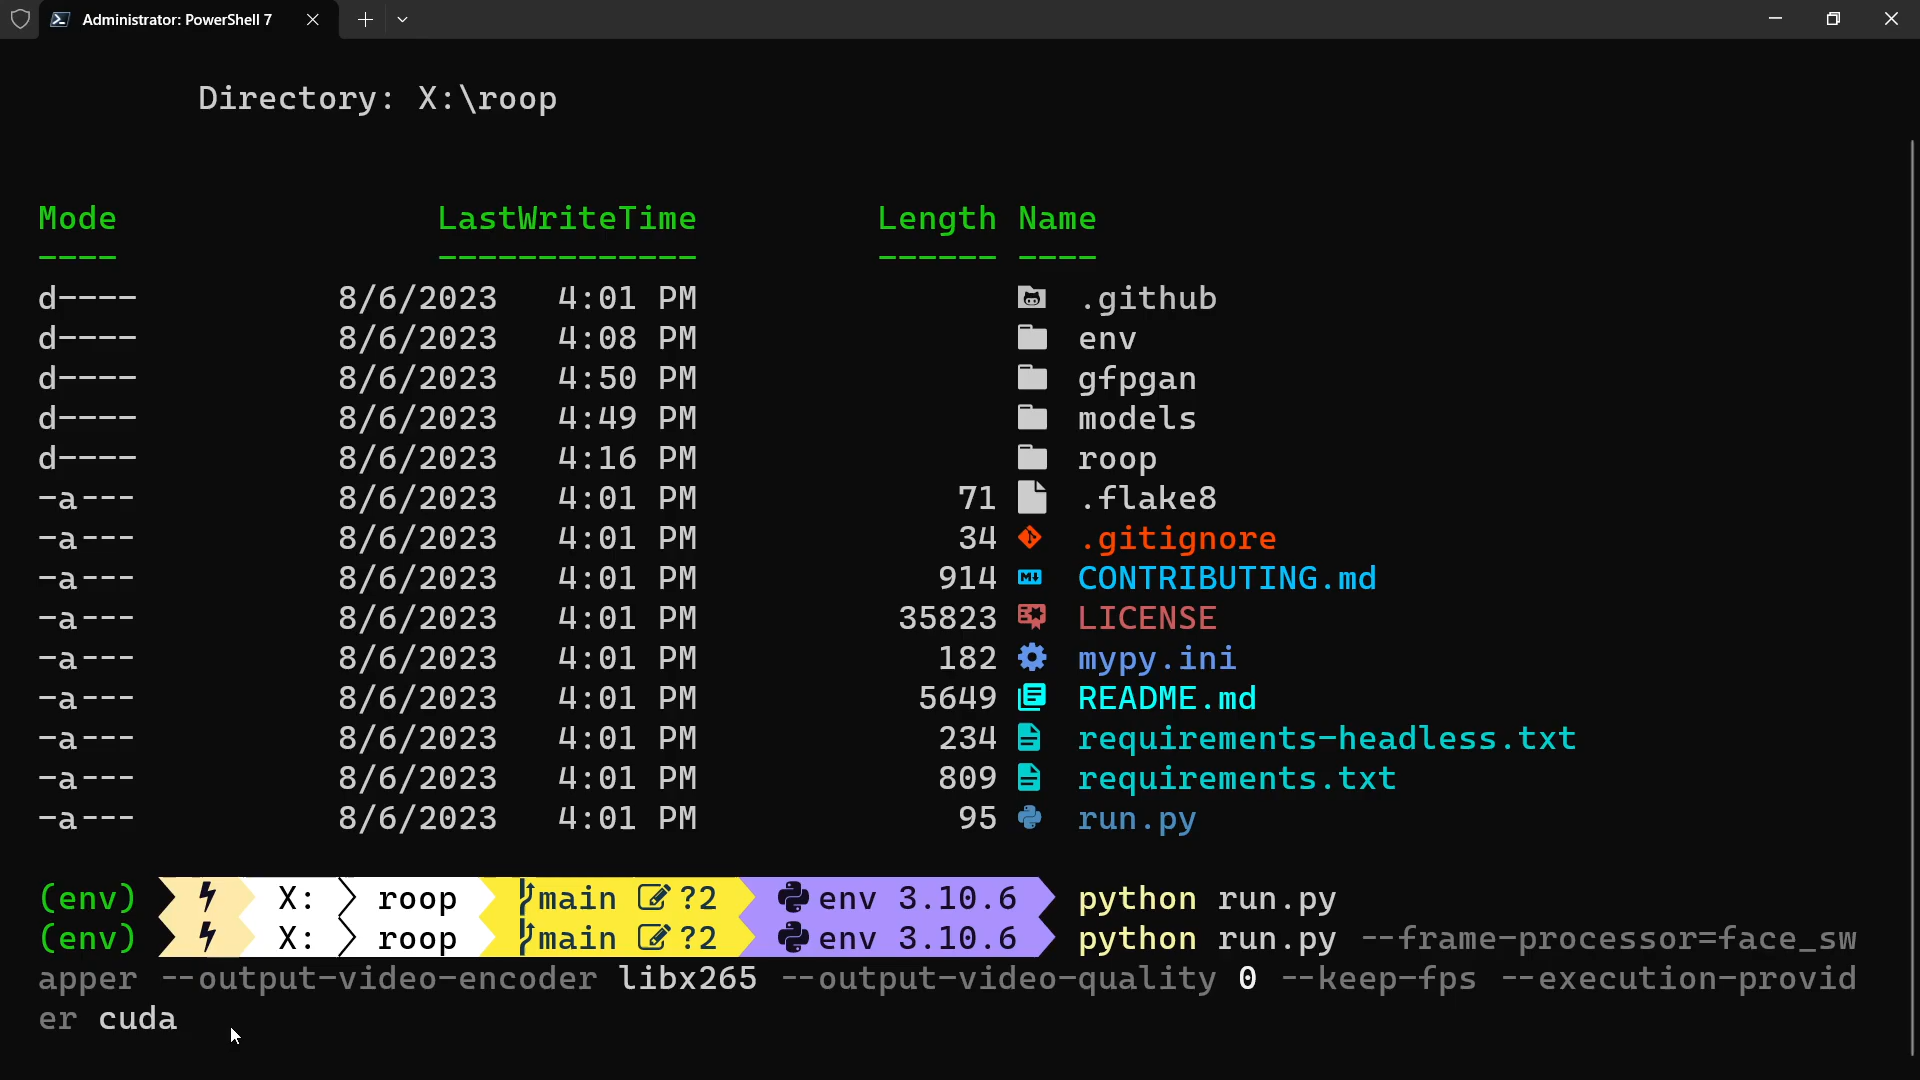 Administrator: PowerShell 7
Directory: X:\roop
Mode LastWriteTime Length Name
---- ------------- ------ ----
d---- 8/6/2023 4:01 PM .github
d---- 8/6/2023 4:08 PM env
d---- 8/6/2023 4:50 PM gfpgan
d---- 8/6/2023 4:49 PM models
d---- 8/6/2023 4:16 PM roop
-a--- 8/6/2023 4:01 PM 71 .flake8
-a--- 8/6/2023 4:01 PM 34 .gitignore
-a--- 8/6/2023 4:01 PM 914 CONTRIBUTING.md
-a--- 8/6/2023 4:01 PM 35823 LICENSE
-a--- 8/6/2023 4:01 PM 182 mypy.ini
-a--- 8/6/2023 4:01 PM 5649 README.md
-a--- 8/6/2023 4:01 PM 234 requirements-headless.txt
-a--- 8/6/2023 4:01 PM 809 requirements.txt
-a--- 8/6/2023 4:01 PM 95 run.py
(env) X: roop main ?2 env 3.10.6 python run.py
(env) X: roop main ?2 env 3.10.6 python run.py --frame-processor=face_sw
apper --output-video-encoder libx265 --output-video-quality 0 --keep-fps --execution-provid
er cuda